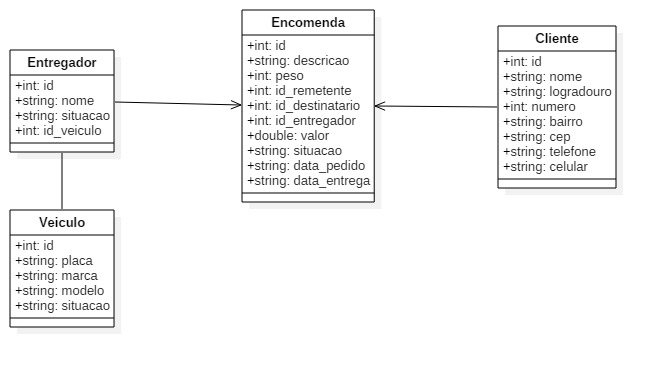 Entregador
+int: id
+string: nome
+string: situacao
+int: id_veiculo
Encomenda
+int: id
+string: descricao
+int: peso
+int: id_remetente
+int: id_destinatario
+int: id_entregador
+double: valor
+string: situacao
+string: data_pedido
+string: data_entrega
Cliente
+int: id
+string: nome
+string: logradouro
+int: numero
+string: bairro
+string: cep
+string: telefone
+string: celular
Veiculo
+int: id
+string: placa
+string: marca
+string: modelo
+string: situacao